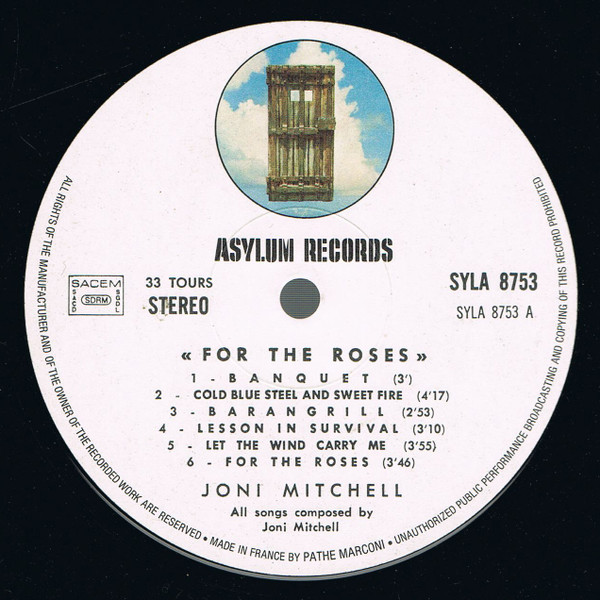 ASYLUM RECORDS
SACEM
SACD
SDRM
SGDL
33 TOURS
STEREO
SYLA 8753
SYLA 8753 A
« FOR THE ROSES »
1 - BANQUET (3')
2 - COLD BLUE STEEL AND SWEET FIRE (4'17)
3 - BARANGRILL (2'53)
4 - LESSON IN SURVIVAL (3'10)
5 - LET THE WIND CARRY ME (3'55)
6 - FOR THE ROSES (3'46)
JONI MITCHELL
All songs composed by
Joni Mitchell
ALL RIGHTS OF THE MANUFACTURER AND OF THE OWNER OF THE RECORDED WORK ARE RESERVED • MADE IN FRANCE BY PATHE MARCONI • UNAUTHORIZED PUBLIC PERFORMANCE BROADCASTING AND COPYING OF THIS RECORD PROHIBITED